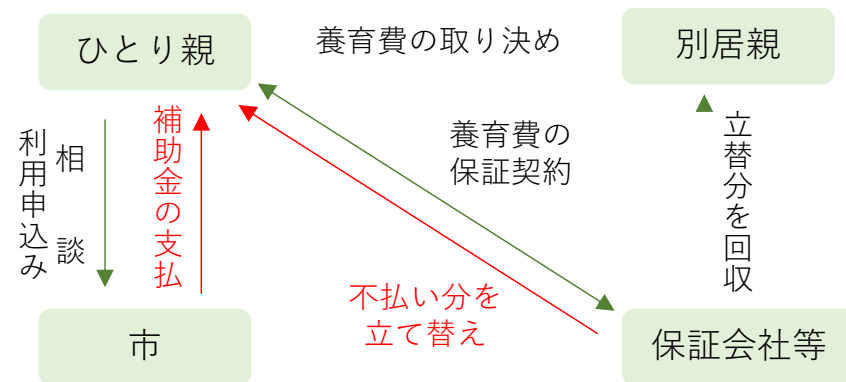 ひとり親
養育費の取り決め
別居親
利用申込み
相談
補助金の支払
養育費の
保証契約
立替分を回収
不払い分を
立て替え
市
保証会社等